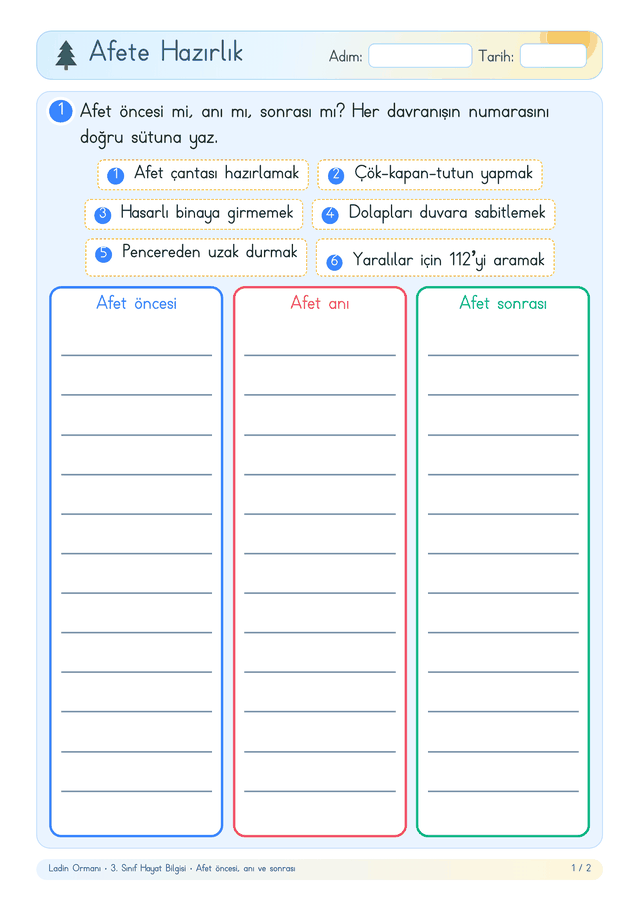 Afete Hazırlık
Adım:
Tarih:
1 Afet öncesi mi, anı mı, sonrası mı? Her davranışın numarasını
doğru sütuna yaz.
1 Afet çantası hazırlamak
2 Çök-kapan-tutun yapmak
3 Hasarlı binaya girmemek
4 Dolapları duvara sabitlemek
5 Pencereden uzak durmak
6 Yaralılar için 112'yi aramak
Afet öncesi
Afet anı
Afet sonrası
Ladin Ormanı • 3. Sınıf Hayat Bilgisi • Afet öncesi, anı ve sonrası
1 / 2